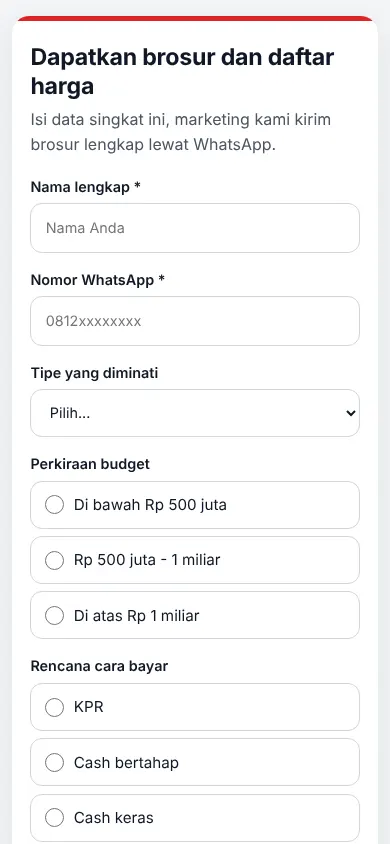 Dapatkan brosur dan daftar
harga
Isi data singkat ini, marketing kami kirim
brosur lengkap lewat WhatsApp.
Nama lengkap *
Nama Anda
Nomor WhatsApp *
0812xxxxxxxx
Tipe yang diminati
Pilih...
Perkiraan budget
Di bawah Rp 500 juta
Rp 500 juta - 1 miliar
Di atas Rp 1 miliar
Rencana cara bayar
KPR
Cash bertahap
Cash keras